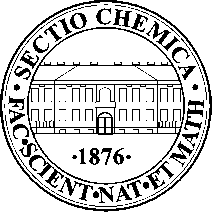 · SECTIO CHEMICA ·
FAC·SCIENT·NAT·ET MATH
·1876·